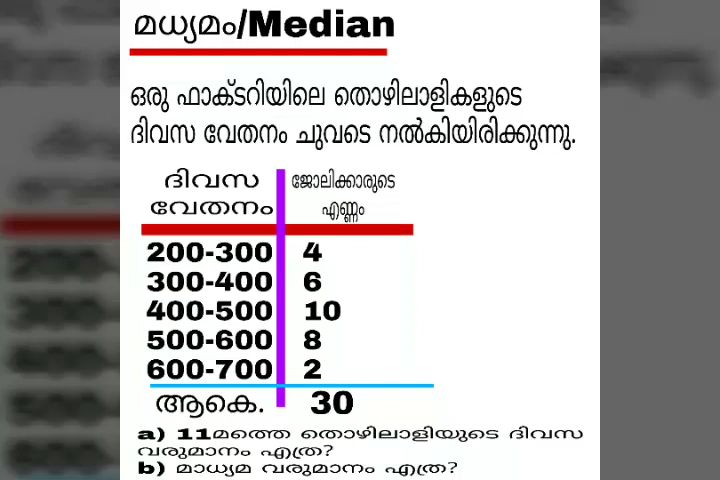 മധ്യമം/Median
ഒരു ഫാക്ടറിയിലെ തൊഴിലാളികളുടെ
ദിവസ വേതനം ചുവടെ നൽകിയിരിക്കുന്നു.
ദിവസ വേതനം ജോലിക്കാരുടെ എണ്ണം
200-300 4
300-400 6
400-500 10
500-600 8
600-700 2
ആകെ. 30
a) 11മത്തെ തൊഴിലാളിയുടെ ദിവസ
വരുമാനം എത്ര?
b) മാധ്യമ വരുമാനം എത്ര?